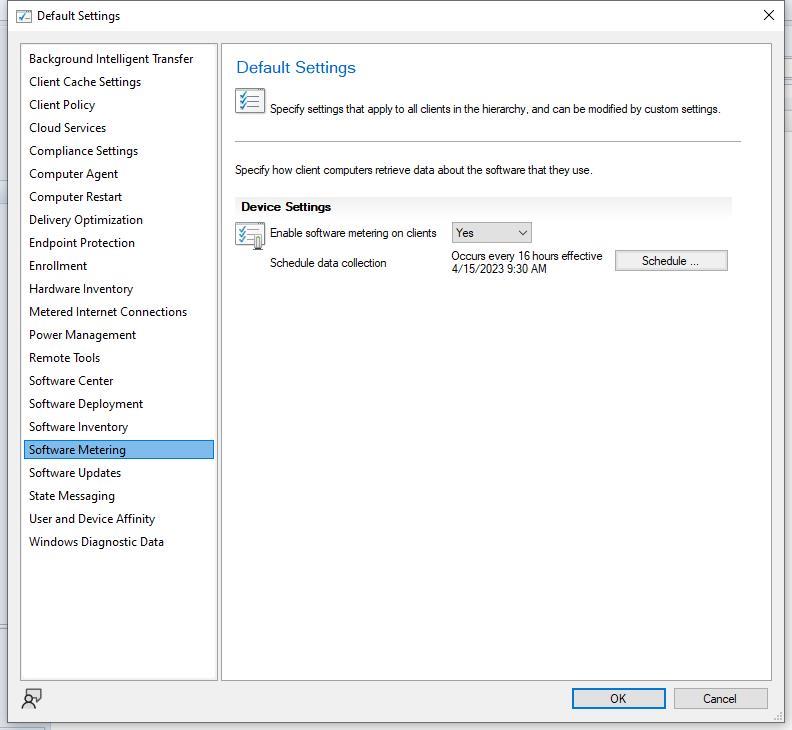 Default Settings
Background Intelligent Transfer
Client Cache Settings
Client Policy
Cloud Services
Compliance Settings
Computer Agent
Computer Restart
Delivery Optimization
Endpoint Protection
Enrollment
Hardware Inventory
Metered Internet Connections
Power Management
Remote Tools
Software Center
Software Deployment
Software Inventory
Software Metering
Software Updates
State Messaging
User and Device Affinity
Windows Diagnostic Data
Default Settings
Specify settings that apply to all clients in the hierarchy, and can be modified by custom settings.
Specify how client computers retrieve data about the software that they use.
Device Settings
Enable software metering on clients
Yes
Schedule data collection
Occurs every 16 hours effective
4/15/2023 9:30 AM
Schedule ...
OK
Cancel